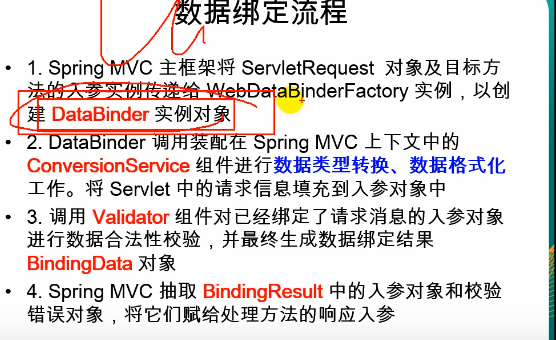 数据绑定流程
• 1. Spring MVC 主框架将 ServletRequest 对象及目标方
法的入参实例传递给 WebDataBinderFactory 实例，以创
建 DataBinder 实例对象
• 2. DataBinder 调用装配在 Spring MVC 上下文中的
ConversionService 组件进行数据类型转换、数据格式化
工作。将 Servlet 中的请求信息填充到入参对象中
• 3. 调用 Validator 组件对已经绑定了请求消息的入参对象
进行数据合法性校验，并最终生成数据绑定结果
BindingData 对象
• 4. Spring MVC 抽取 BindingResult 中的入参对象和校验
错误对象，将它们赋给处理方法的响应入参